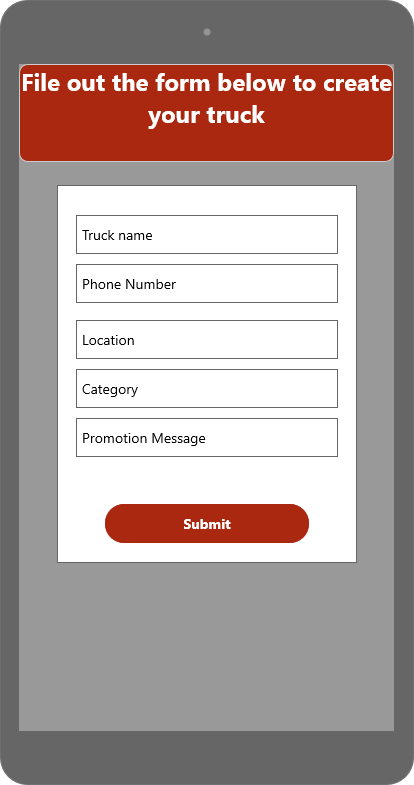 File out the form below to create
your truck
Truck name
Phone Number
Location
Category
Promotion Message
Submit